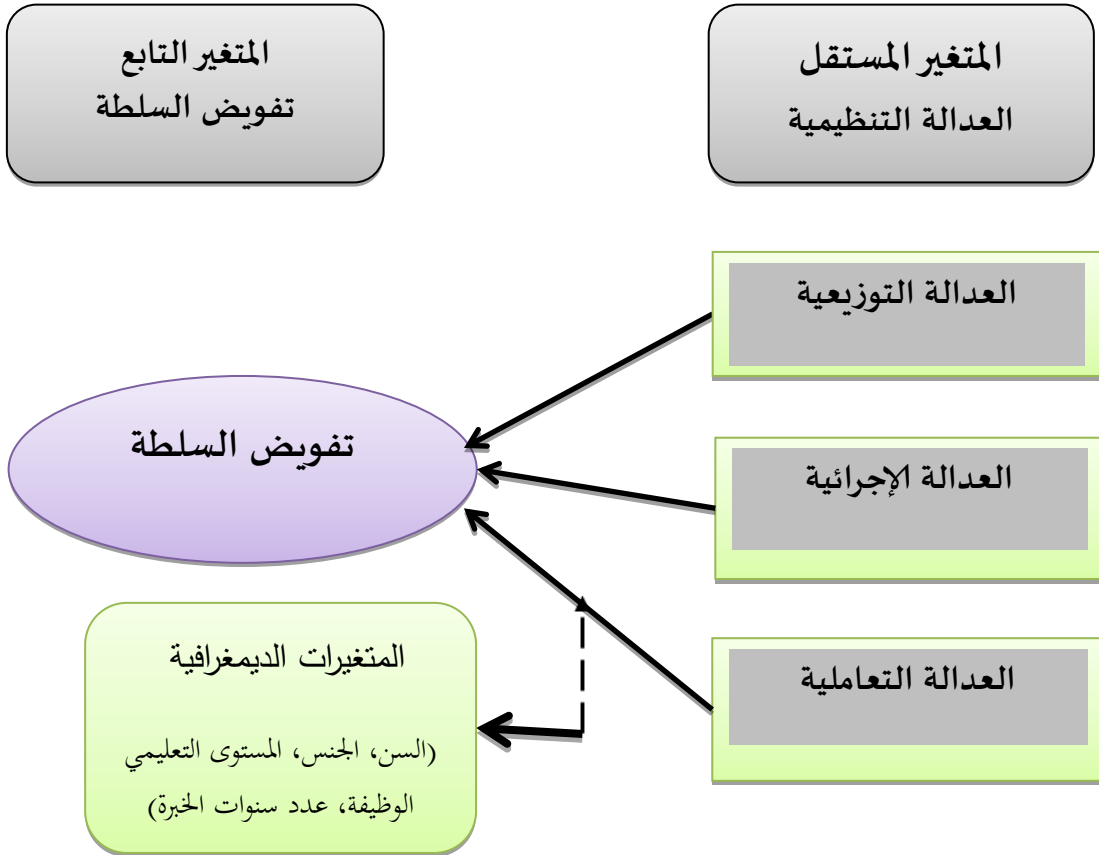 المتغير المستقل
العدالة التنظيمية
المتغير التابع
تفويض السلطة
العدالة التوزيعية
العدالة الإجرائية
العدالة التعاملية
تفويض السلطة
المتغيرات الديمغرافية
(السن، الجنس، المستوى التعليمي
الوظيفة، عدد سنوات الخبرة)